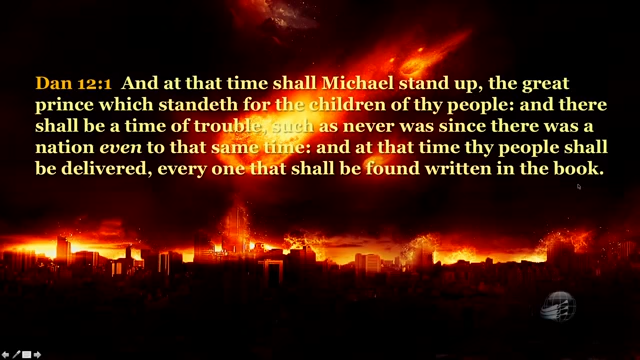 Dan 12:1 And at that time shall Michael stand up, the great
prince which standeth for the children of thy people: and there
shall be a time of trouble, such as never was since there was a
nation even to that same time: and at that time thy people shall
be delivered, every one that shall be found written in the book.